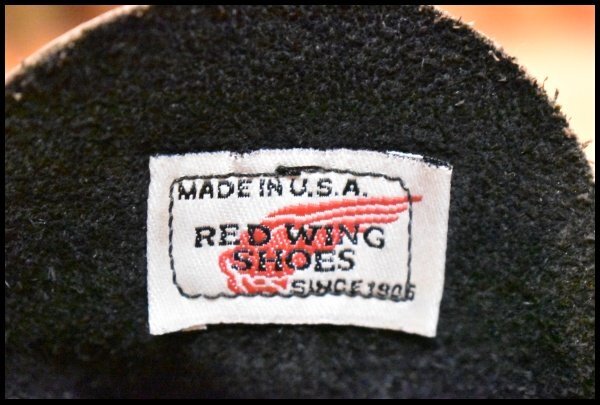 MADE IN U.S.A.
RED WING
SHOES
SINCE 1905